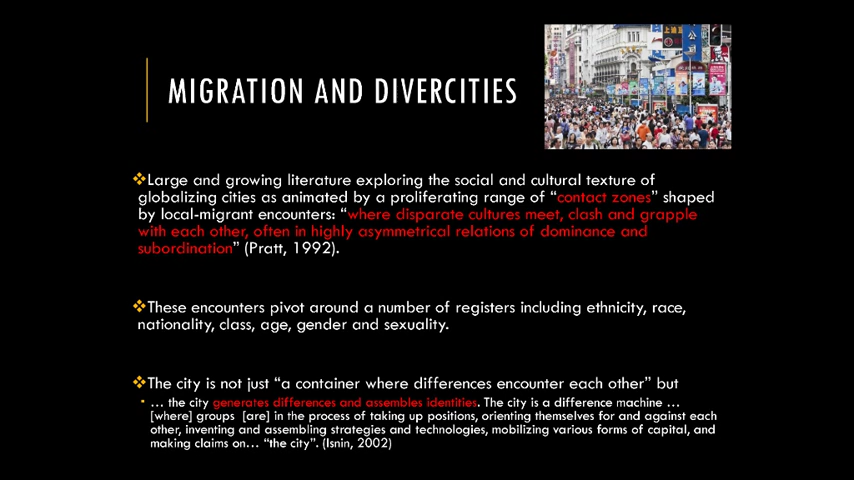 MIGRATION AND DIVERCITIES
Large and growing literature exploring the social and cultural texture of
globalizing cities as animated by a proliferating range of “contact zones” shaped
by local-migrant encounters: “where disparate cultures meet, clash and grapple
with each other, often in highly asymmetrical relations of dominance and
subordination” (Pratt, 1992).
These encounters pivot around a number of registers including ethnicity, race,
nationality, class, age, gender and sexuality.
The city is not just “a container where differences encounter each other” but
… the city generates differences and assembles identities. The city is a difference machine …
[where] groups [are] in the process of taking up positions, orienting themselves for and against each
other, inventing and assembling strategies and technologies, mobilizing various forms of capital, and
making claims on… “the city”. (Isnin, 2002)